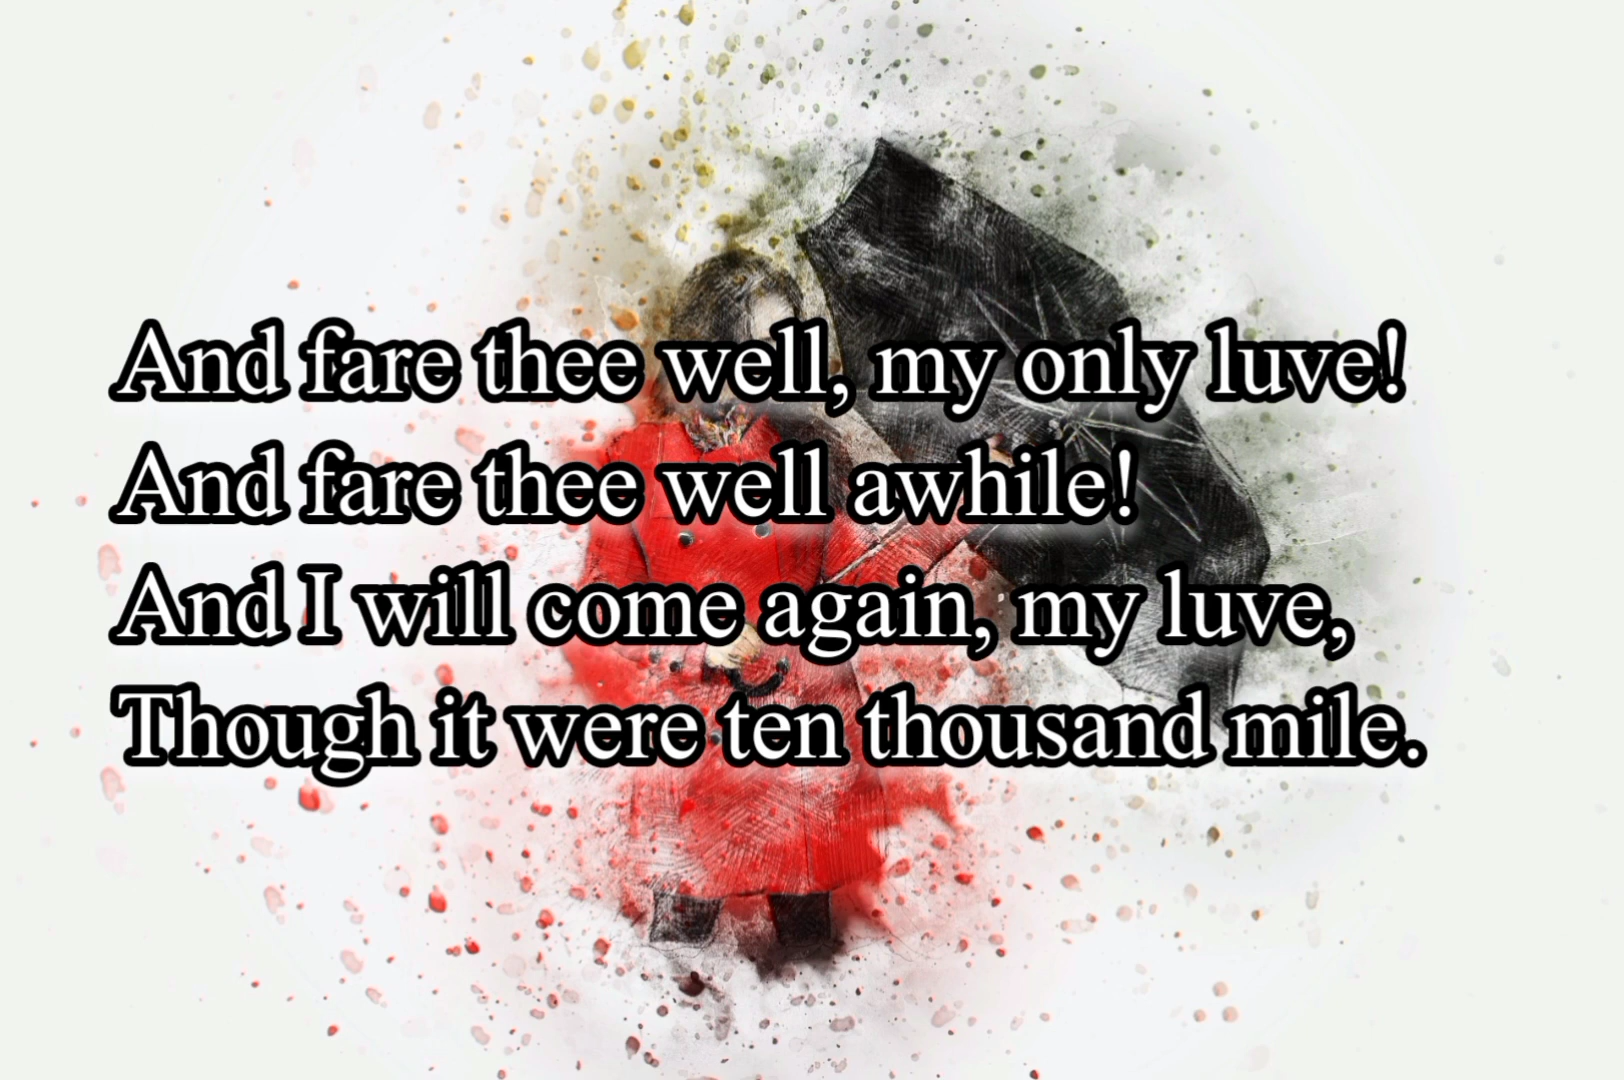 And fare thee well, my only luve!
And fare thee well awhile!
And I will come again, my luve,
Though it were ten thousand mile.